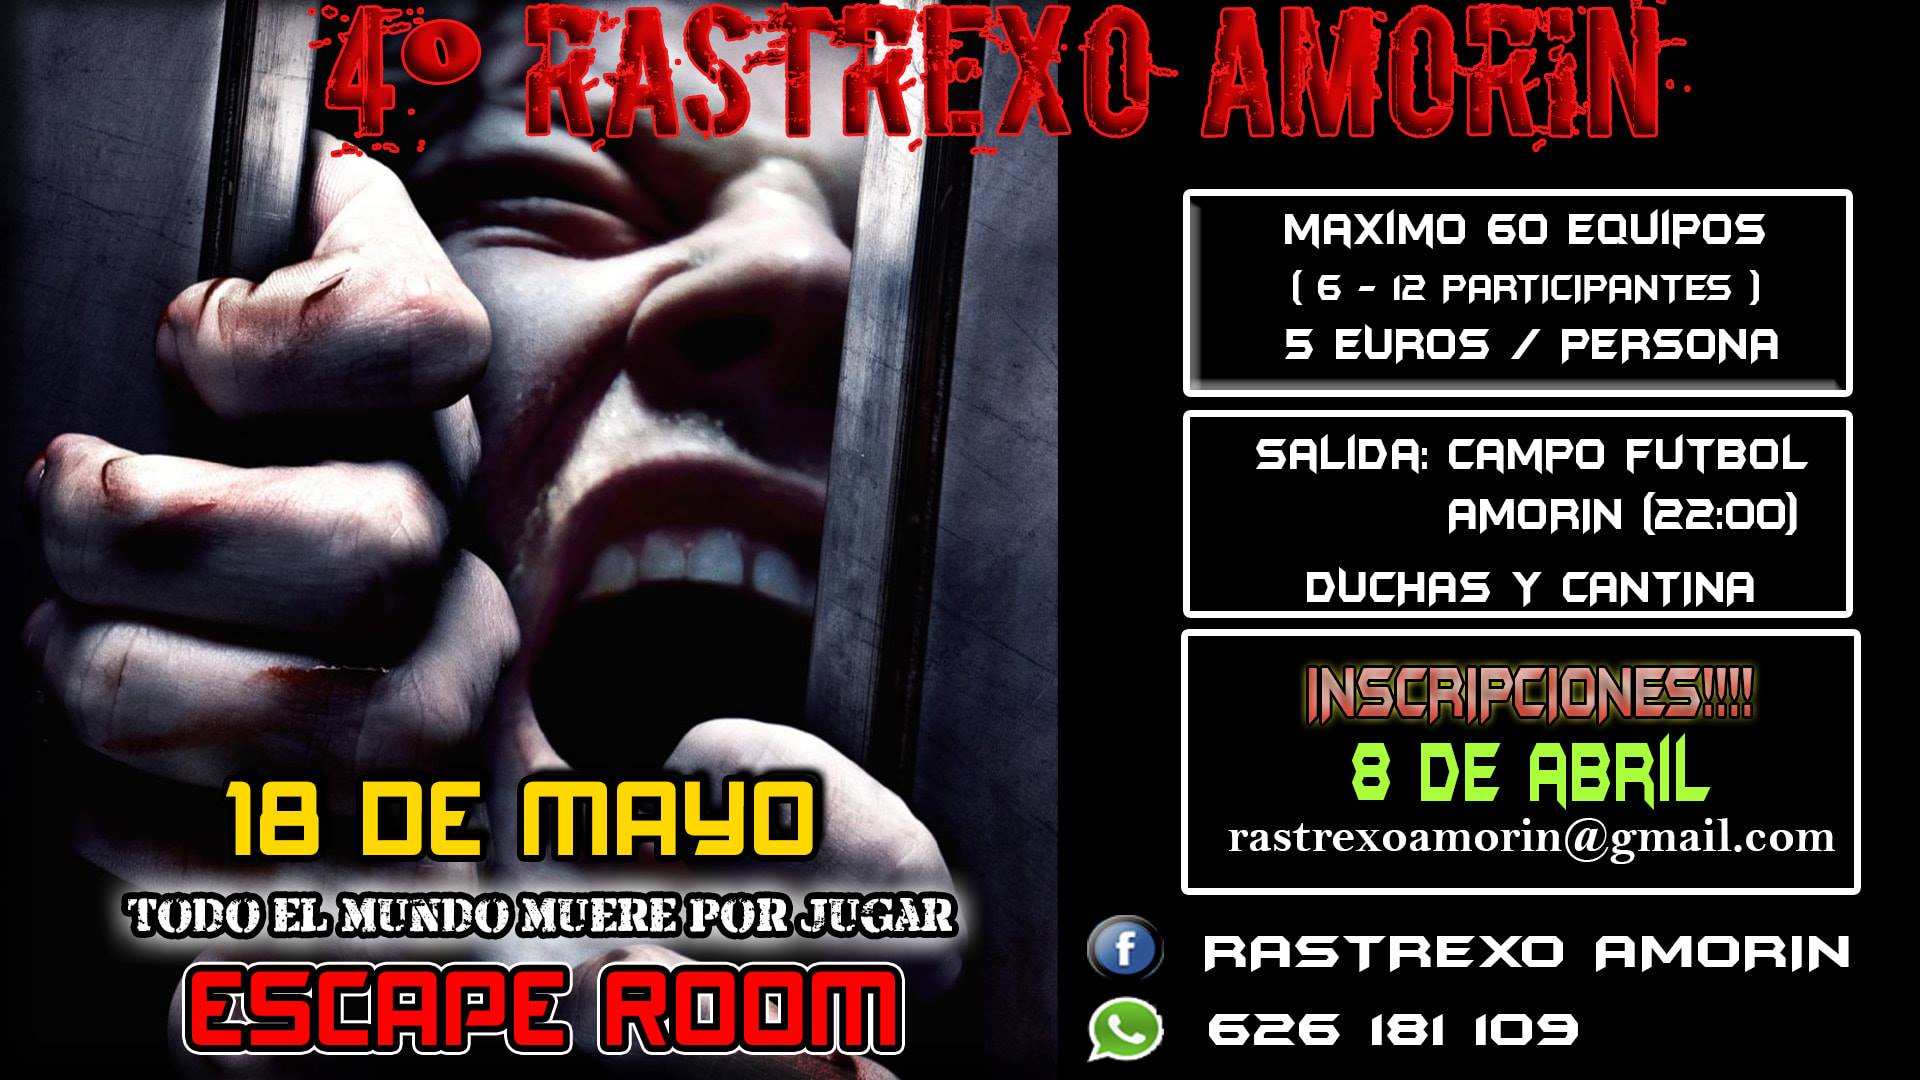 4º RASTREXO AMORIN
MAXIMO 60 EQUIPOS
( 6 - 12 PARTICIPANTES )
5 EUROS / PERSONA
SALIDA: CAMPO FUTBOL
AMORIN (22:00)
DUCHAS Y CANTINA
INSCRIPCIONES!!!!
8 DE ABRIL
rastrexoamorin@gmail.com
18 DE MAYO
TODO EL MUNDO MUERE POR JUGAR
ESCAPE ROOM
f RASTREXO AMORIN
626 181 109